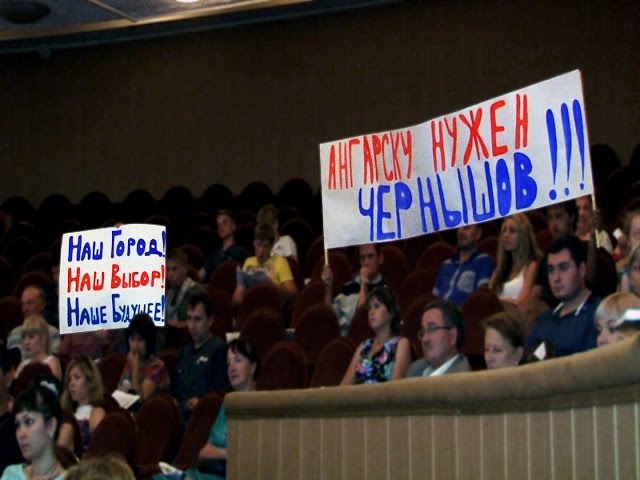 Наш Город!
Наш Выбор!
Наше Будущее!
АНГАРСКУ НУЖЕН
ЧЕРНЫШОВ!!!